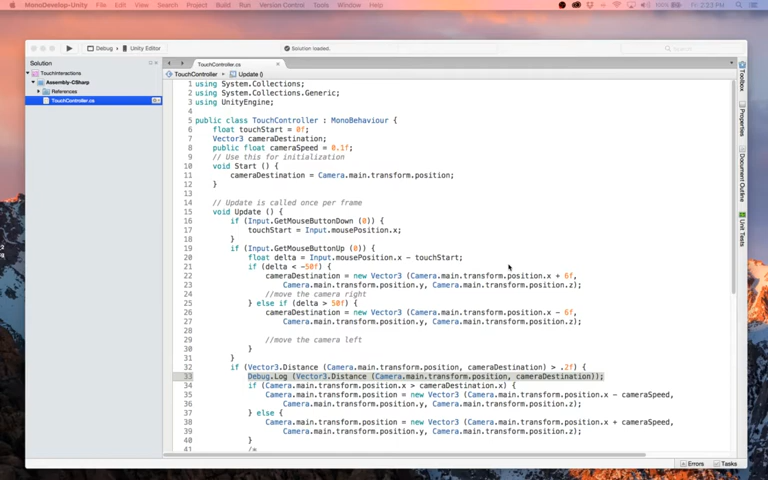 MonoDevelop-Unity File Edit View Search Project Build Run Version Control Tools Window Help 100% Fri 2:23 PM
Debug Unity Editor Solution loaded. Search
Solution
TouchInteractions
Assembly-CSharp
References
TouchController.cs
TouchController.cs
TouchController Update ()
1 using System.Collections;
2 using System.Collections.Generic;
3 using UnityEngine;
4
5 public class TouchController : MonoBehaviour {
6 float touchStart = 0f;
7 Vector3 cameraDestination;
8 public float cameraSpeed = 0.1f;
9 // Use this for initialization
10 void Start () {
11 cameraDestination = Camera.main.transform.position;
12 }
13
14 // Update is called once per frame
15 void Update () {
16 if (Input.GetMouseButtonDown (0)) {
17 touchStart = Input.mousePosition.x;
18 }
19 if (Input.GetMouseButtonUp (0)) {
20 float delta = Input.mousePosition.x - touchStart;
21 if (delta < -50f) {
22 cameraDestination = new Vector3 (Camera.main.transform.position.x + 6f,
23 Camera.main.transform.position.y, Camera.main.transform.position.z);
24 //move the camera right
25 } else if (delta > 50f) {
26 cameraDestination = new Vector3 (Camera.main.transform.position.x - 6f,
27 Camera.main.transform.position.y, Camera.main.transform.position.z);
28
29 //move the camera left
30 }
31 }
32 if (Vector3.Distance (Camera.main.transform.position, cameraDestination) > .2f) {
33 Debug.Log (Vector3.Distance (Camera.main.transform.position, cameraDestination));
34 if (Camera.main.transform.position.x > cameraDestination.x) {
35 Camera.main.transform.position = new Vector3 (Camera.main.transform.position.x - cameraSpeed,
36 Camera.main.transform.position.y, Camera.main.transform.position.z);
37 } else {
38 Camera.main.transform.position = new Vector3 (Camera.main.transform.position.x + cameraSpeed,
39 Camera.main.transform.position.y, Camera.main.transform.position.z);
40 }
41 /*
Toolbox
Properties
Document Outline
Unit Tests
Errors Tasks